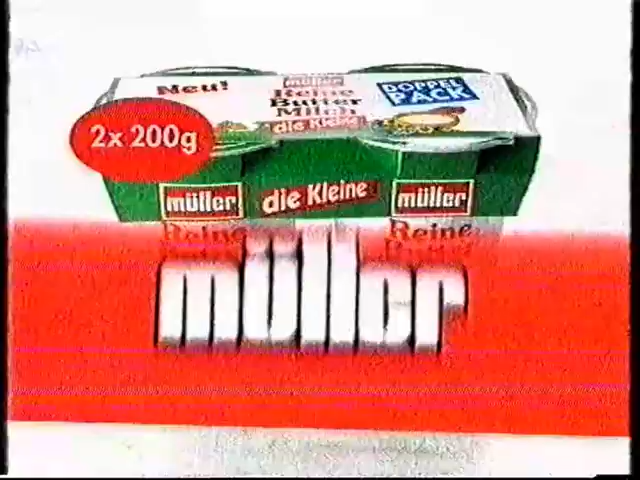 Neu!
müller
Reine
Butter
Milch
die Kleine
DOPPEL
PACK
2x 200g
müller
die Kleine
müller
Reine
Reine
müller